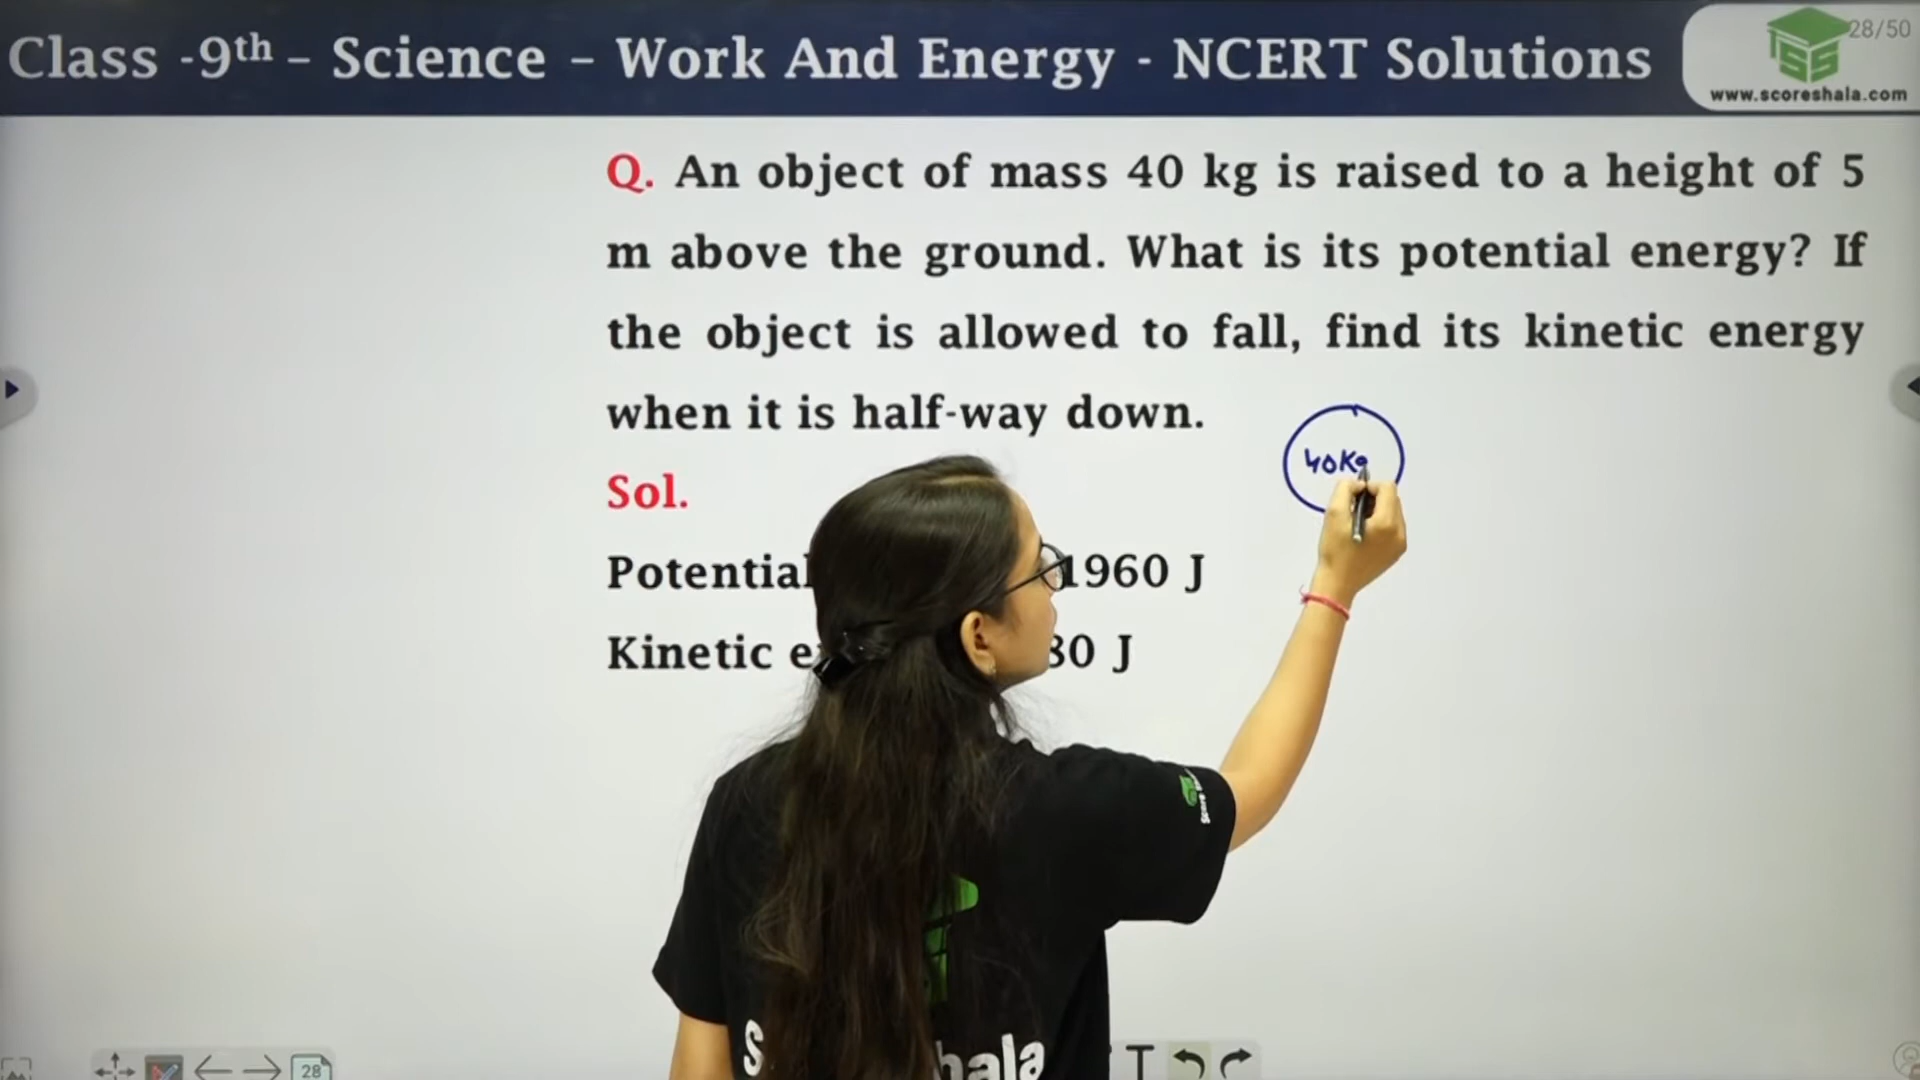 Class -9th – Science – Work And Energy - NCERT Solutions
28/50
www.scoreshala.com
Q. An object of mass 40 kg is raised to a height of 5
m above the ground. What is its potential energy? If
the object is allowed to fall, find its kinetic energy
when it is half-way down.
40K
Sol.
Potential 1960 J
Kinetic 80 J
28
T